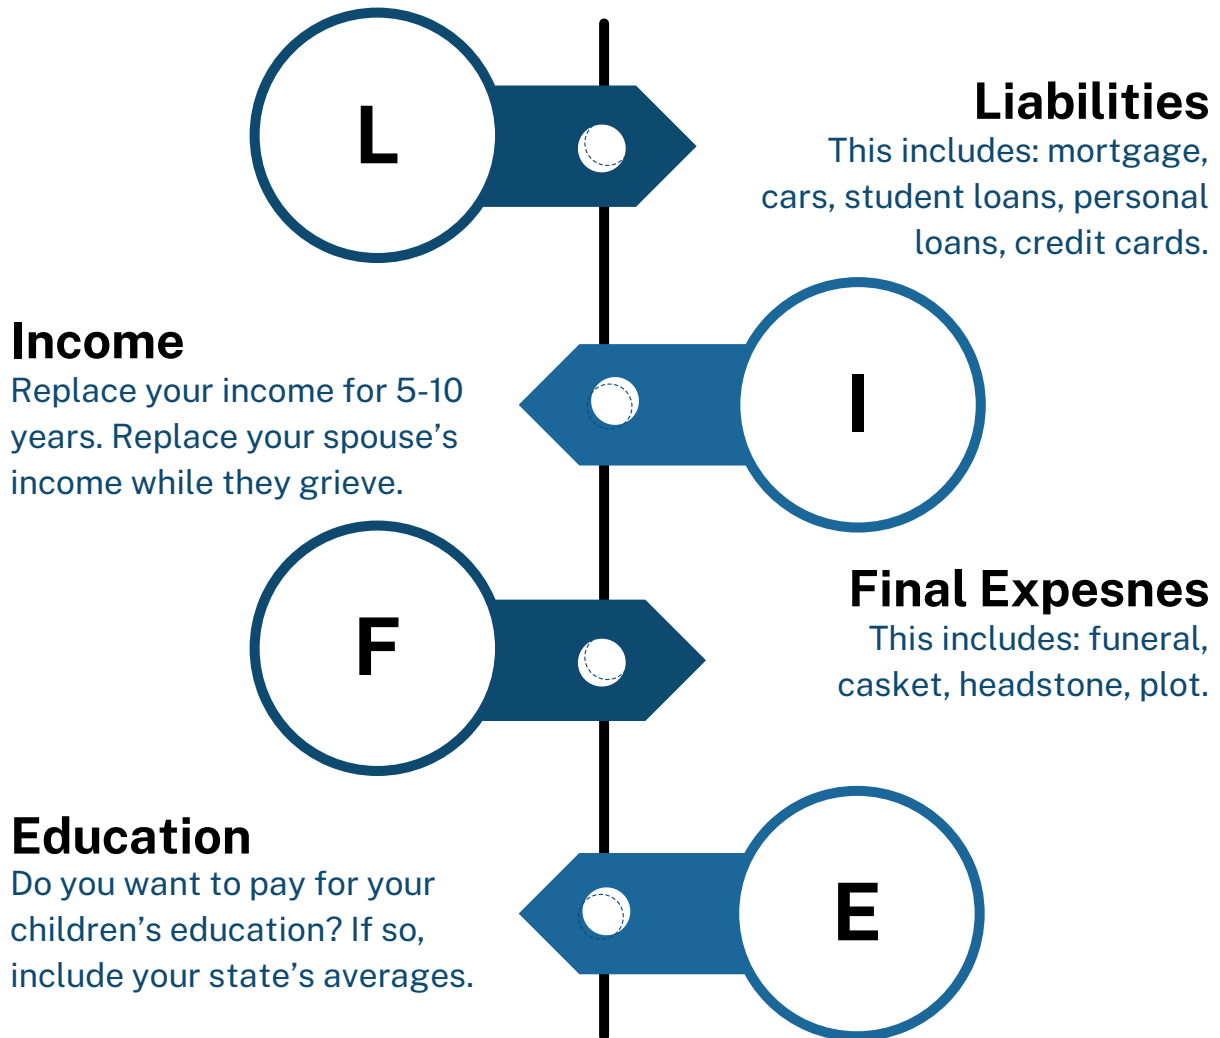 L
Liabilities
This includes: mortgage,
cars, student loans, personal
loans, credit cards.
Income
Replace your income for 5-10
years. Replace your spouse’s
income while they grieve.
I
F
Final Expesnes
This includes: funeral,
casket, headstone, plot.
Education
Do you want to pay for your
children’s education? If so,
include your state’s averages.
E